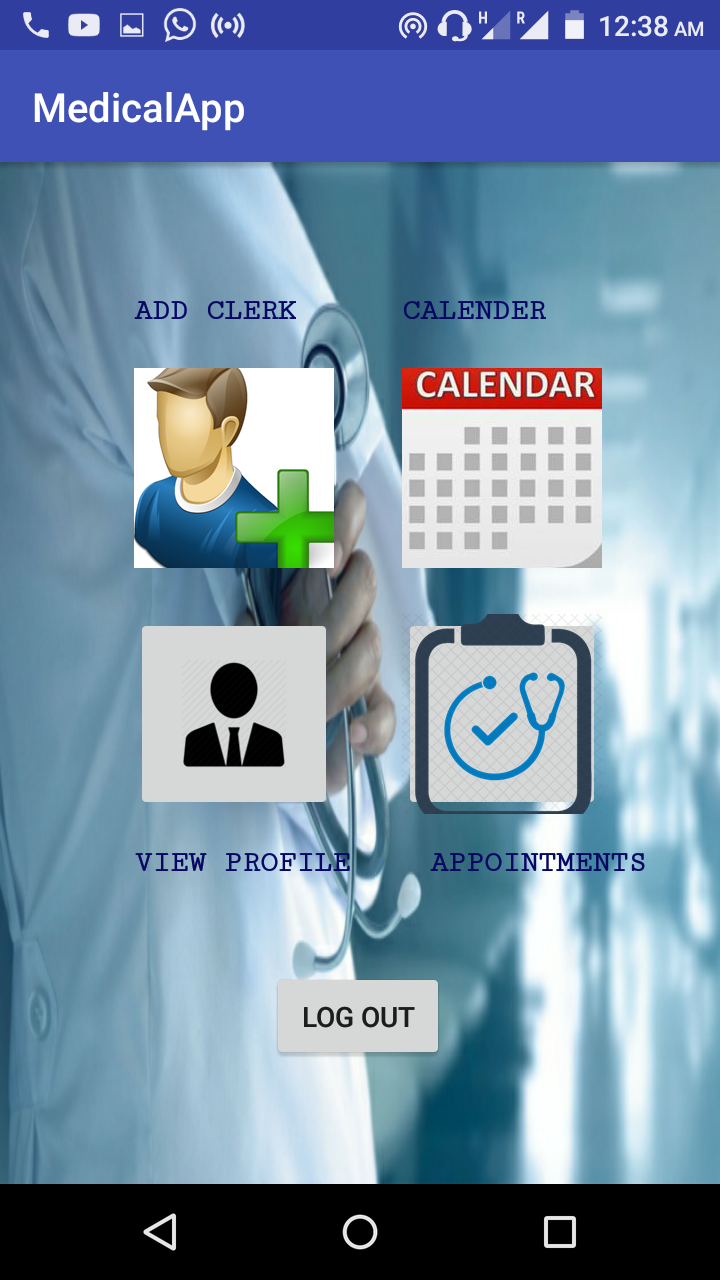 H R 12:38 AM
MedicalApp
ADD CLERK CALENDER
CALENDAR
VIEW PROFILE APPOINTMENTS
LOG OUT